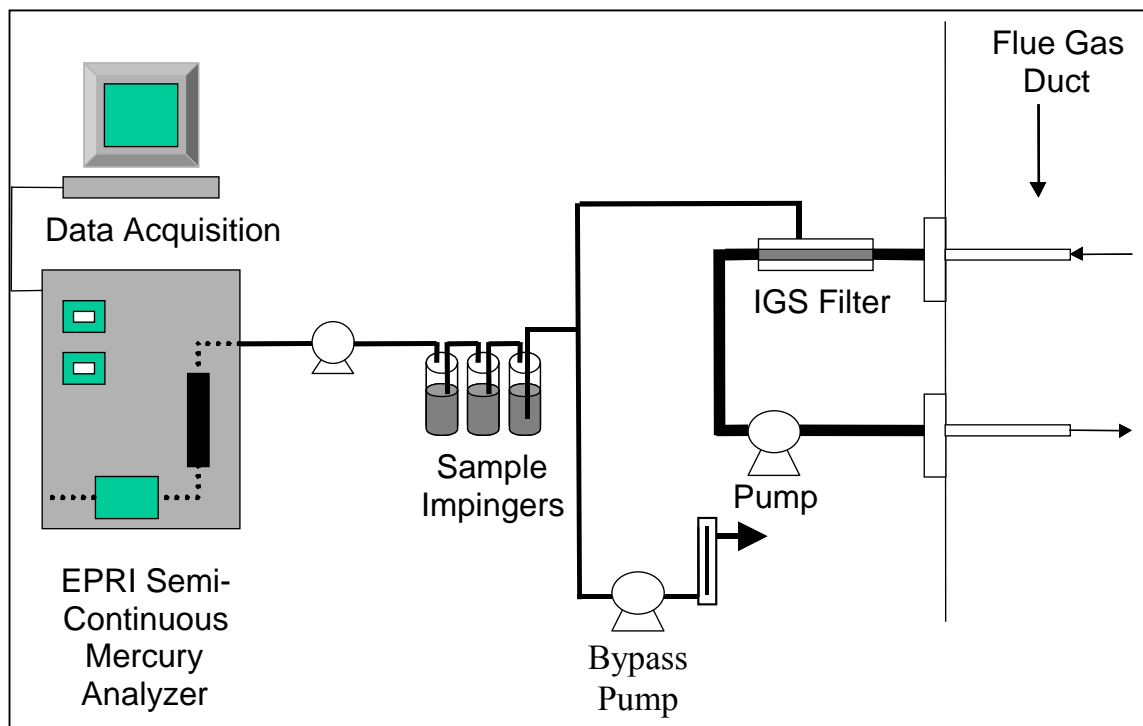 Flue Gas
Duct
Data Acquisition
IGS Filter
Sample
Impingers
Pump
EPRI Semi-
Continuous
Mercury
Analyzer
Bypass
Pump